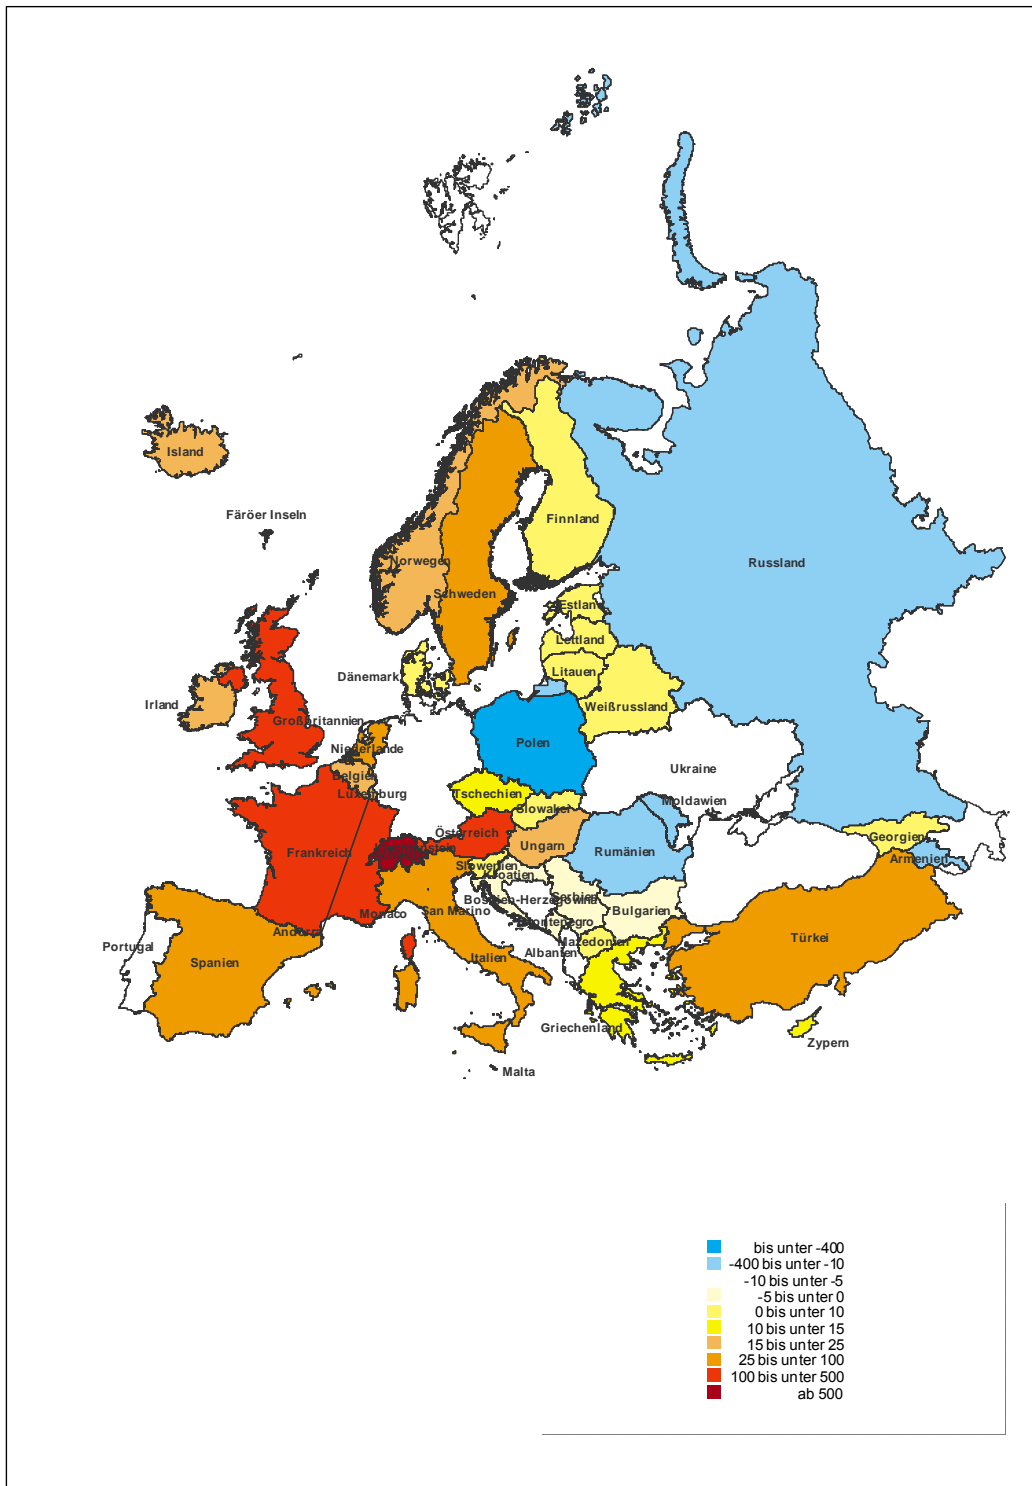 Island
Färöer Inseln
Finnland
Norwegen
Russland
Schweden
Estland
Lettland
Litauen
Dänemark
Irland
Weißrussland
Großbritannien
Niederlande
Polen
Ukraine
Belgien
Luxemburg
Tschechien
Moldawien
Slowakei
Österreich
Georgien
Frankreich
Liechtenstein
Ungarn
Rumänien
Armenien
Slowenien
Kroatien
Bosnien-Herzegowina
Serbien
Monaco
San Marino
Bulgarien
Montenegro
Andorra
Portugal
Mazedonien
Türkei
Spanien
Italien
Albanien
Griechenland
Zypern
Malta
bis unter -400
-400 bis unter -10
-10 bis unter -5
-5 bis unter 0
0 bis unter 10
10 bis unter 15
15 bis unter 25
25 bis unter 100
100 bis unter 500
ab 500